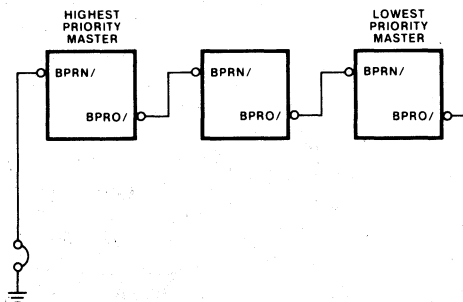 HIGHEST
PRIORITY
MASTER
LOWEST
PRIORITY
MASTER
BPRN/
BPRN/
BPRN/
BPRO/
BPRO/
BPRO/